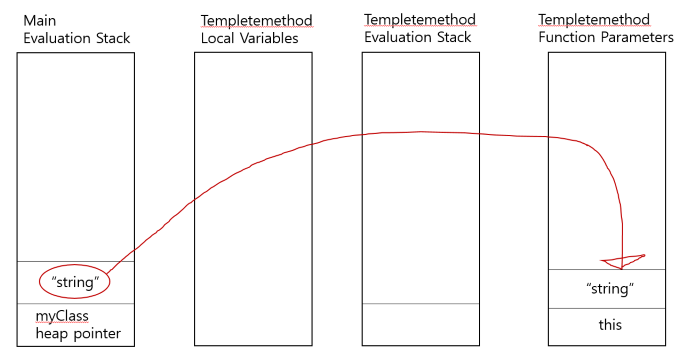 Main
Evaluation Stack
Templetemethod
Local Variables
Templetemethod
Evaluation Stack
Templetemethod
Function Parameters
“string”
myClass
heap pointer
“string”
this